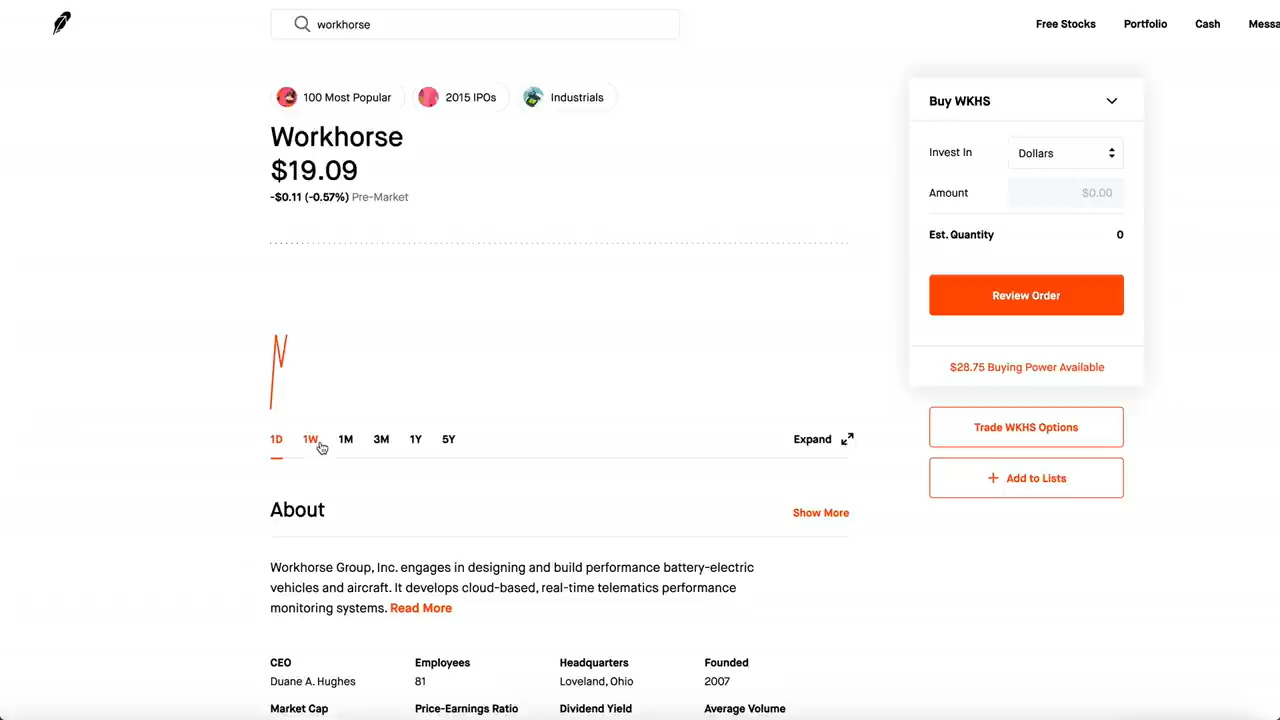 workhorse
Free Stocks Portfolio Cash Messa
100 Most Popular 2015 IPOs Industrials
Workhorse
$19.09
-$0.11 (-0.57%) Pre-Market
1D 1W 1M 3M 1Y 5Y Expand
About Show More
Workhorse Group, Inc. engages in designing and build performance battery-electric
vehicles and aircraft. It develops cloud-based, real-time telematics performance
monitoring systems. Read More
CEO Employees Headquarters Founded
Duane A. Hughes 81 Loveland, Ohio 2007
Market Cap Price-Earnings Ratio Dividend Yield Average Volume
Buy WKHS
Invest In Dollars
Amount $0.00
Est. Quantity 0
Review Order
$28.75 Buying Power Available
Trade WKHS Options
+ Add to Lists